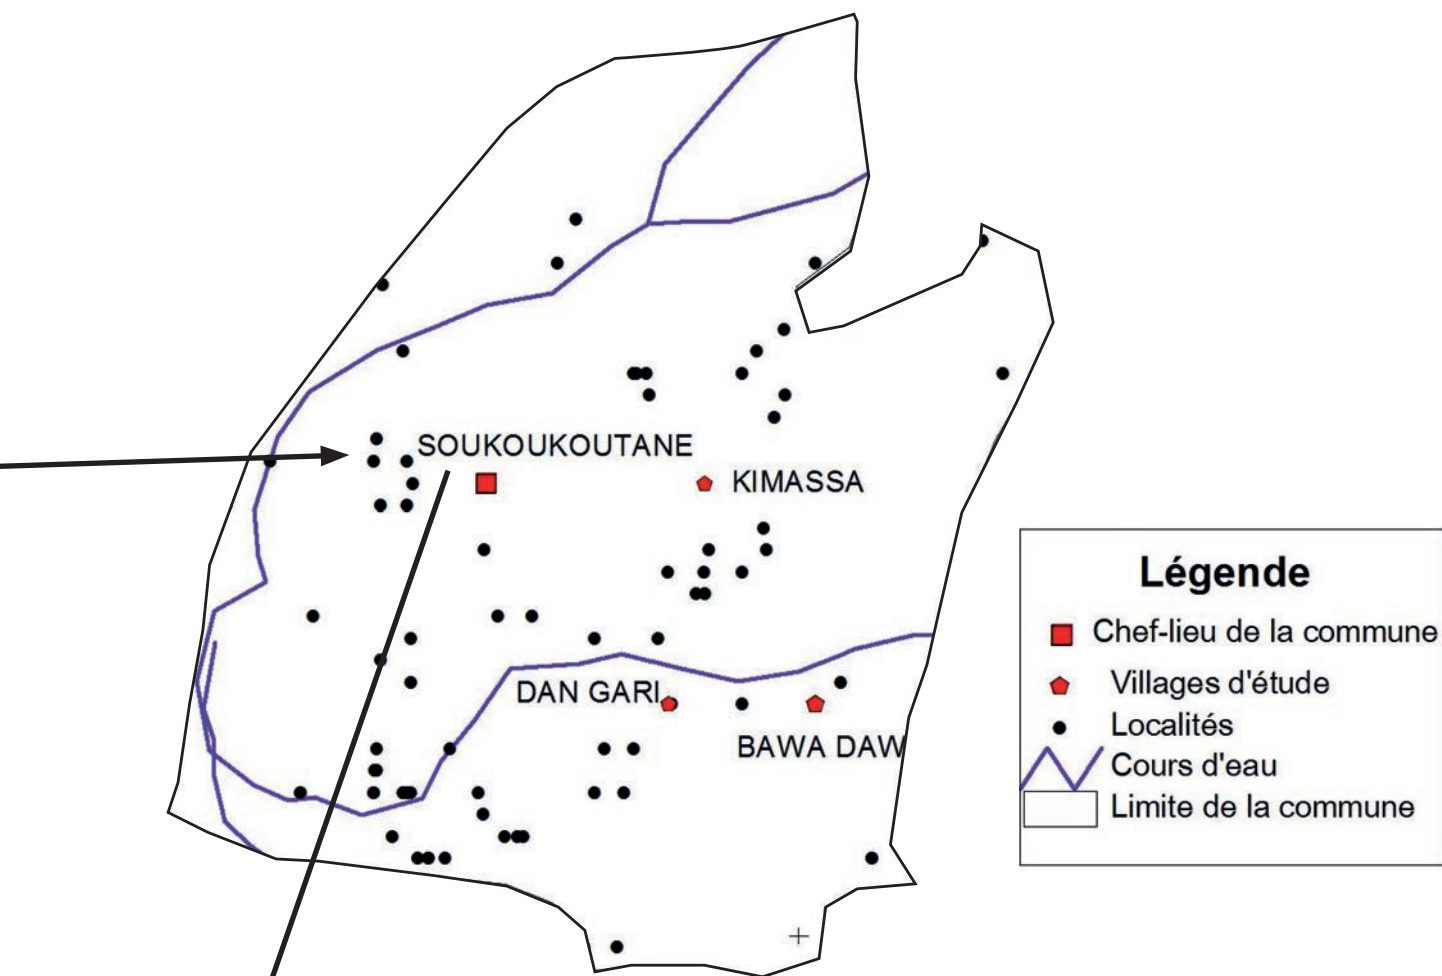 SOUKOUKOUTANE
KIMASSA
DAN GARI
BAWA DAW
Légende
Chef-lieu de la commune
Villages d'étude
Localités
Cours d'eau
Limite de la commune